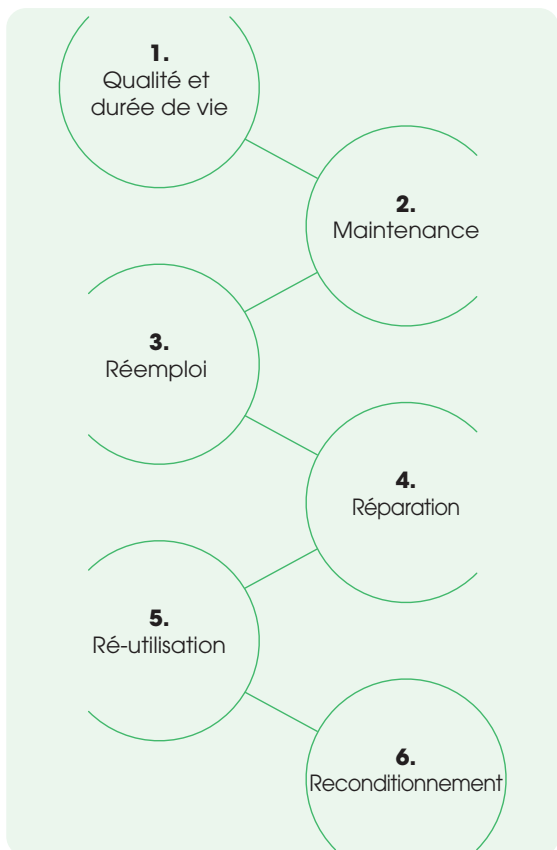 1.
Qualité et
durée de vie
2.
Maintenance
3.
Réemploi
4.
Réparation
5.
Ré-utilisation
6.
Reconditionnement